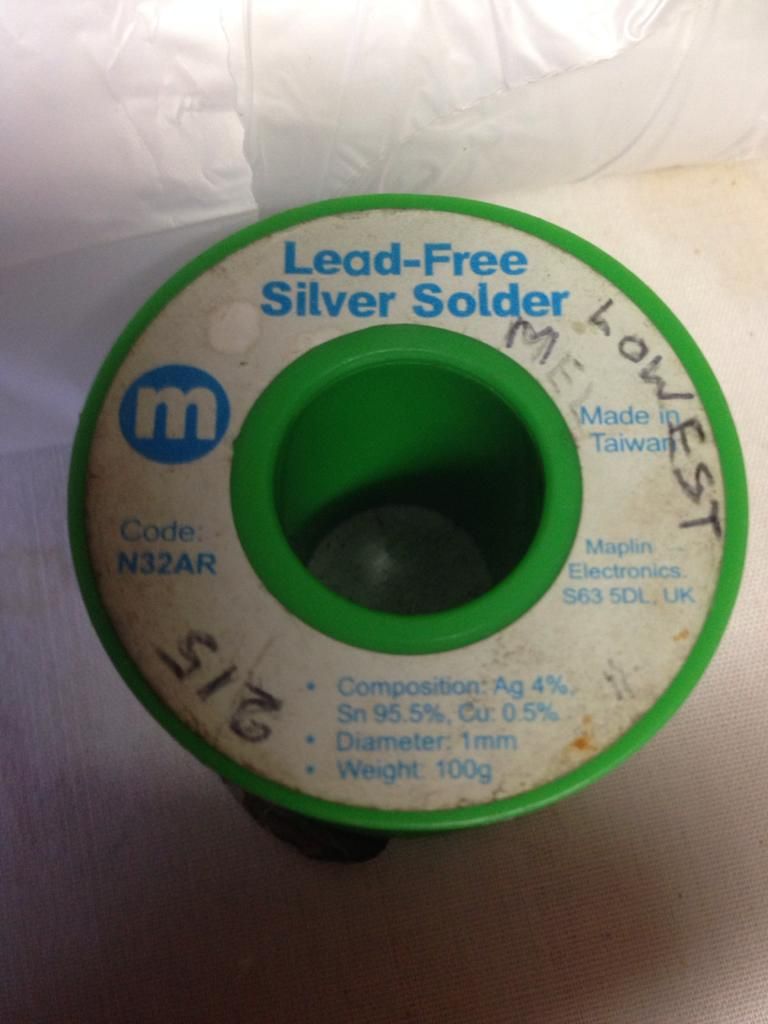 Lead-Free
Silver Solder
LOWEST
m
Made in
Taiwan
Code:
N32AR
Maplin
Electronics.
S63 5DL, UK
215
• Composition: Ag 4%,
Sn 95.5%, Cu: 0.5%
• Diameter: 1mm
• Weight: 100g